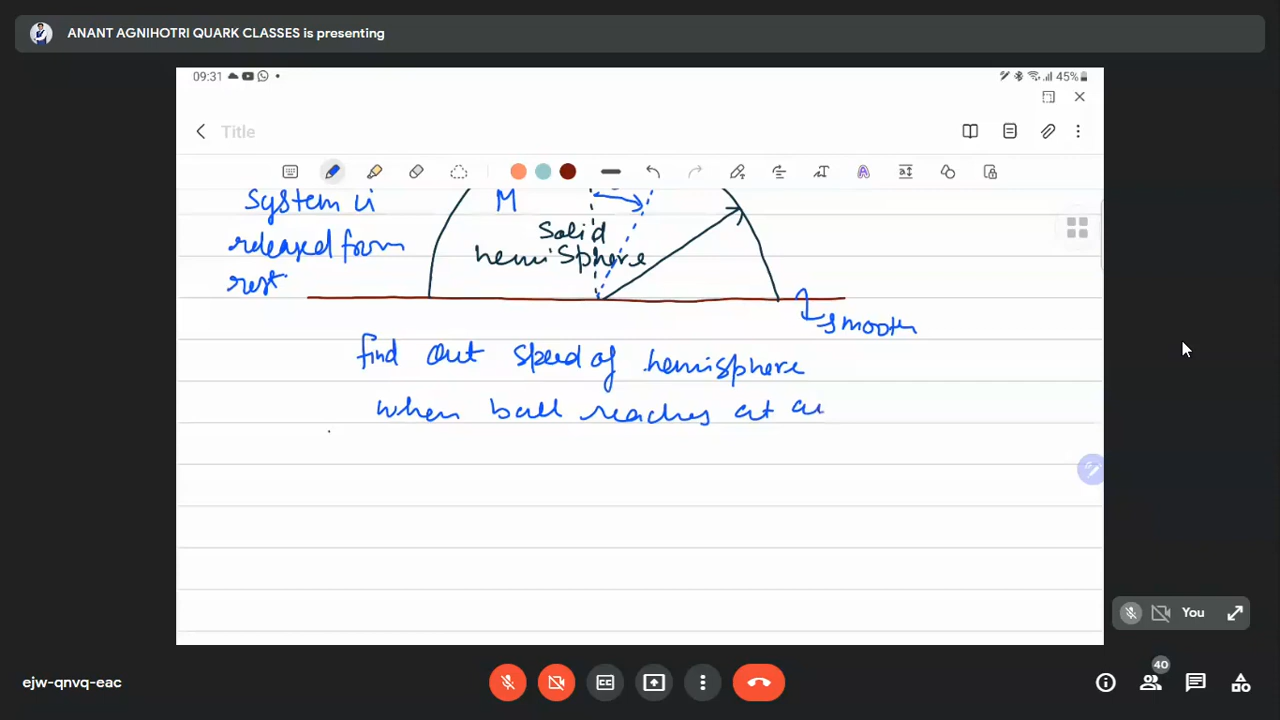 ANANT AGNIHOTRI QUARK CLASSES is presenting
09:31
45%
Title
System is
released from
rest
M
Solid
hemisphere
smooth
find out speed of hemisphere
when ball reaches at
You
ejw-qnvq-eac
40
CC